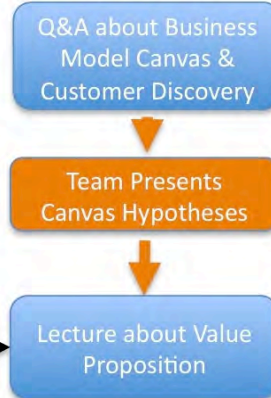 Q&A about Business
Model Canvas &
Customer Discovery
Team Presents
Canvas Hypotheses
Lecture about Value
Proposition